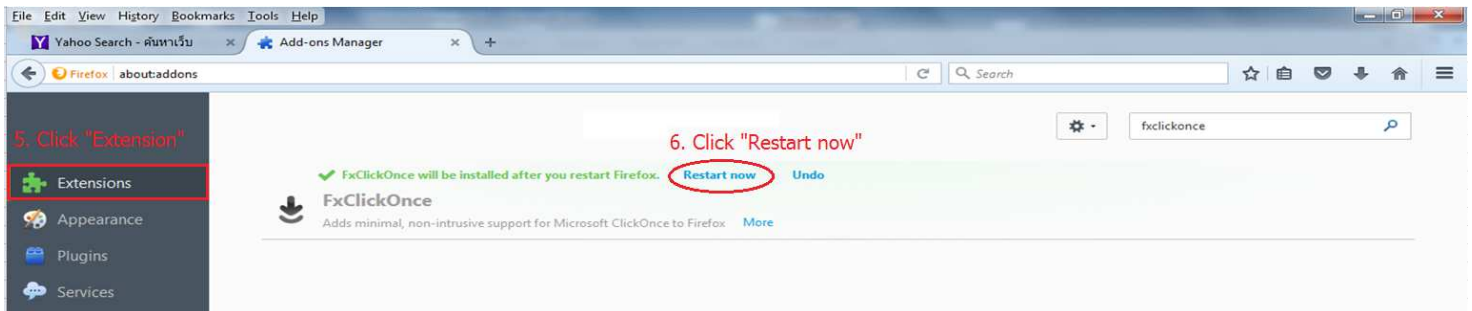 File Edit View History Bookmarks Tools Help
Yahoo Search - ค้นหาเว็บ
Add-ons Manager
Firefox about:addons
Search
5. Click "Extension"
6. Click "Restart now"
fxclickonce
Extensions
FxClickOnce will be installed after you restart Firefox. Restart now Undo
FxClickOnce
Appearance
Adds minimal, non-intrusive support for Microsoft ClickOnce to Firefox More
Plugins
Services